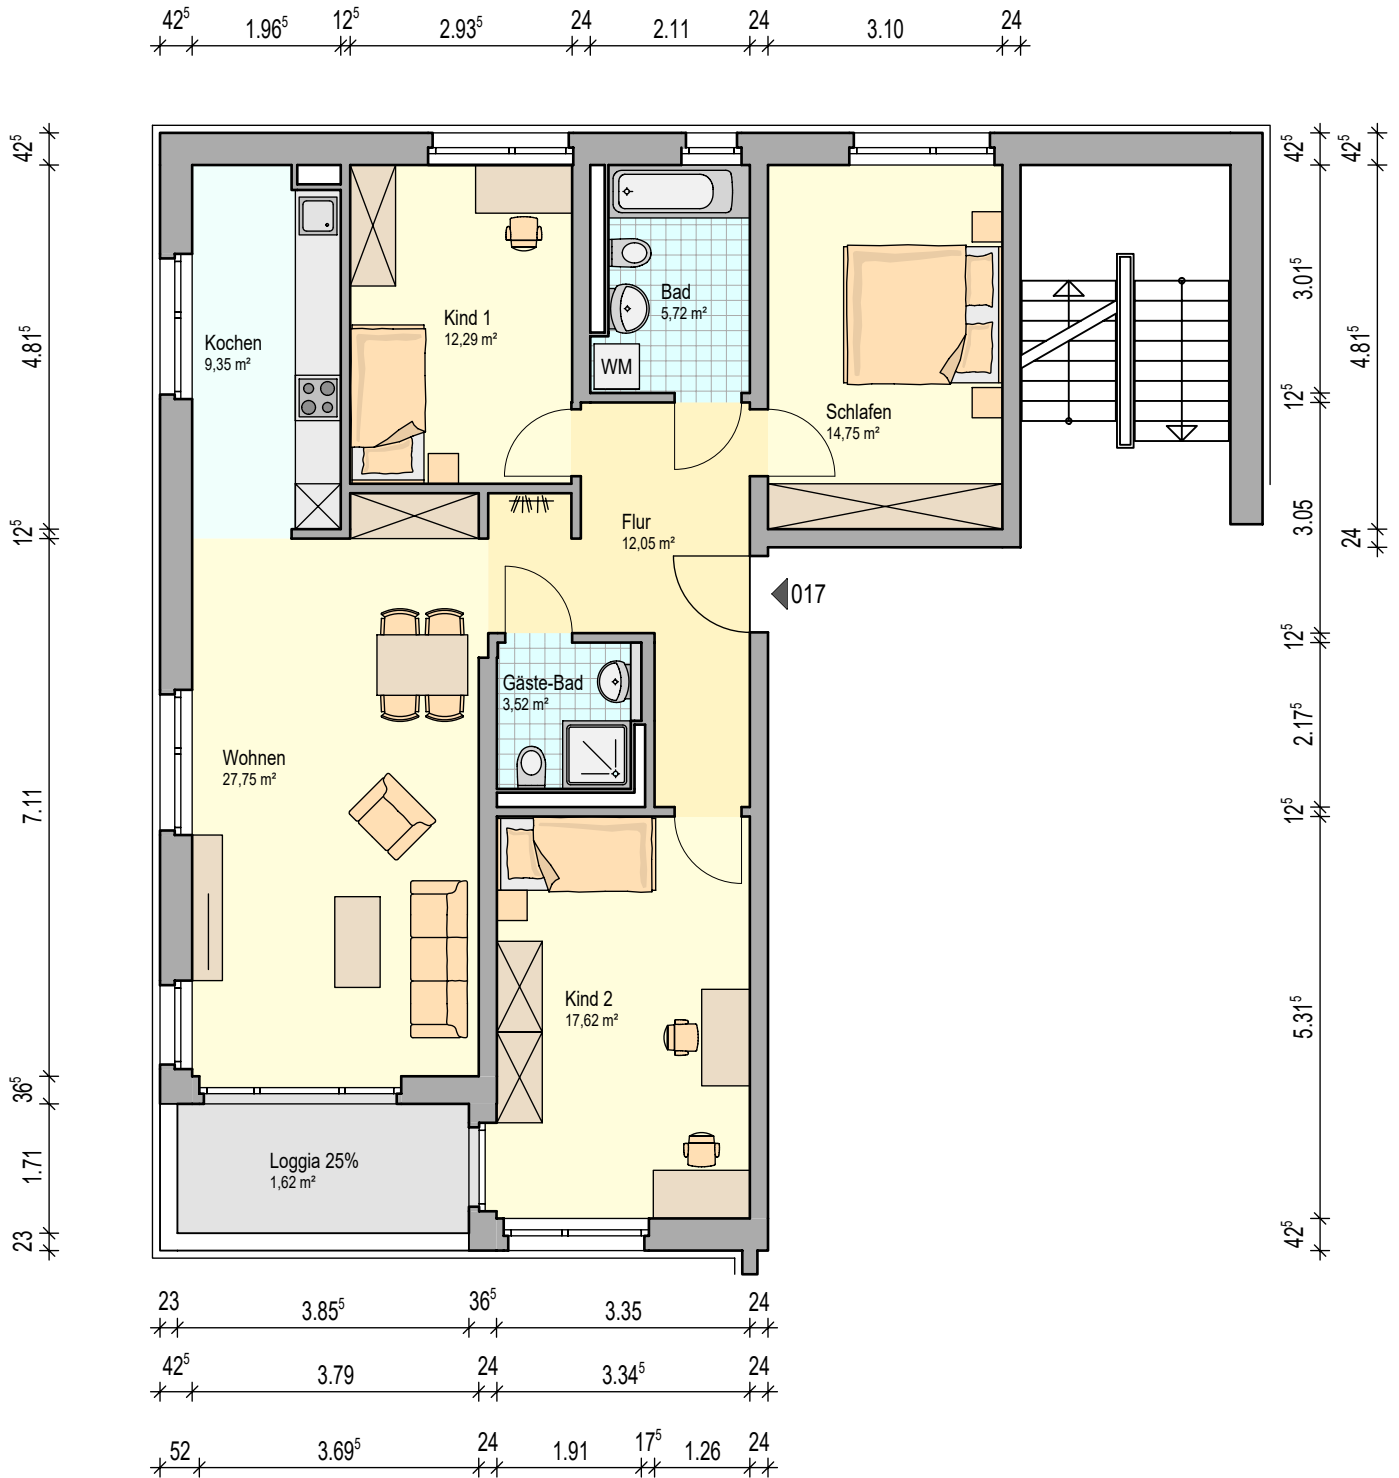 42⁵ 1.96⁵ 12⁵ 2.93⁵ 24 2.11 24 3.10 24
42⁵
4.81⁵
12⁵
7.11
36⁵
1.71
23
Kochen
9,35 m²
Kind 1
12,29 m²
Bad
5,72 m²
WM
Schlafen
14,75 m²
Flur
12,05 m²
017
Gäste-Bad
3,52 m²
Wohnen
27,75 m²
Kind 2
17,62 m²
Loggia 25%
1,62 m²
42⁵
3.01⁵
12⁵
3.05
12⁵
2.17⁵
12⁵
5.31⁵
42⁵
42⁵
4.81⁵
24
23 3.85⁵ 36⁵ 3.35 24
42⁵ 3.79 24 3.34⁵ 24
52 3.69⁵ 24 1.91 17⁵ 1.26 24